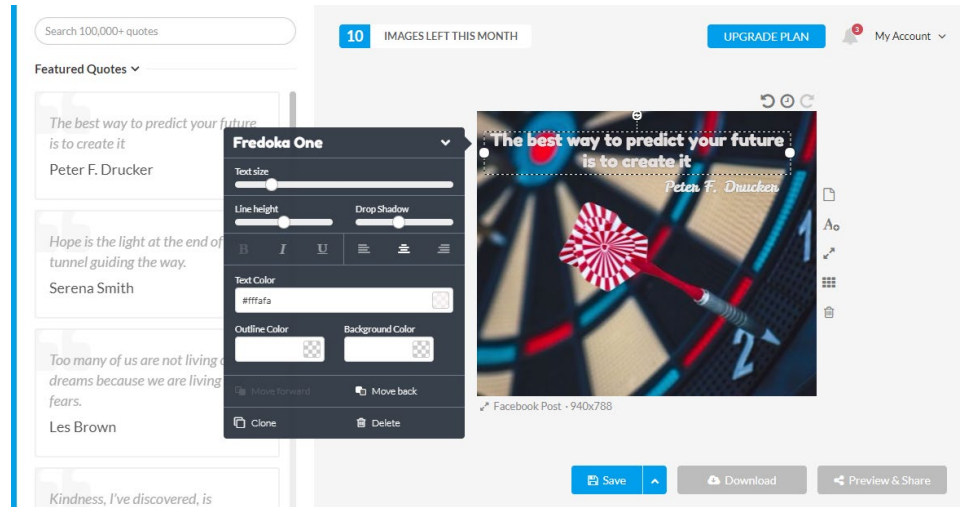 Search 100,000+ quotes
Featured Quotes
The best way to predict your future
is to create it
Peter F. Drucker
Hope is the light at the end of
tunnel guiding the way.
Serena Smith
Too many of us are not living
dreams because we are living
fears.
Les Brown
Kindness, I've discovered, is
Fredoka One
Text size
Line height
Drop Shadow
B I U
Text Color
#fffafa
Outline Color
Background Color
Move forward
Move back
Clone
Delete
10 IMAGES LEFT THIS MONTH
UPGRADE PLAN
3
My Account
The best way to predict your future
is to create it
Peter F. Drucker
1
2
A
Facebook Post - 940x788
Save
Download
Preview & Share